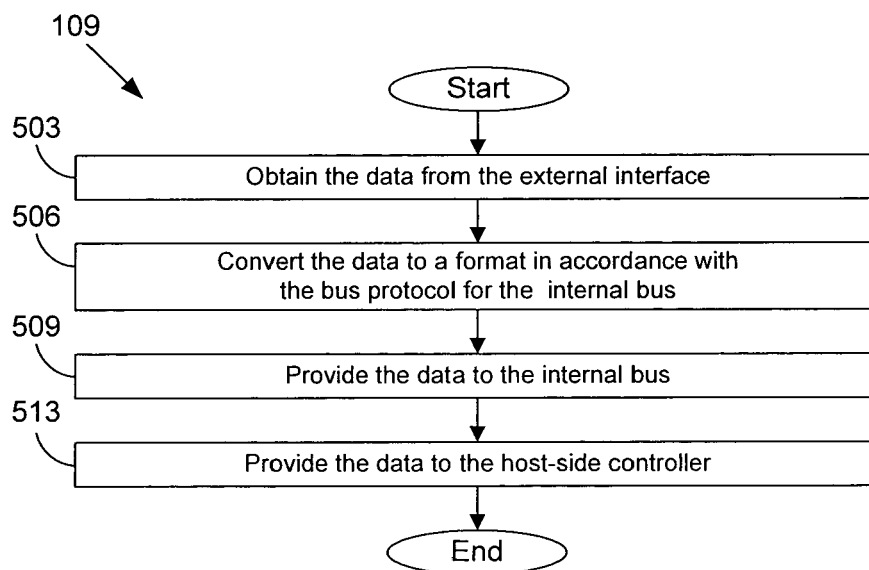 109
Start
503
Obtain the data from the external interface
506
Convert the data to a format in accordance with
the bus protocol for the internal bus
509
Provide the data to the internal bus
513
Provide the data to the host-side controller
End